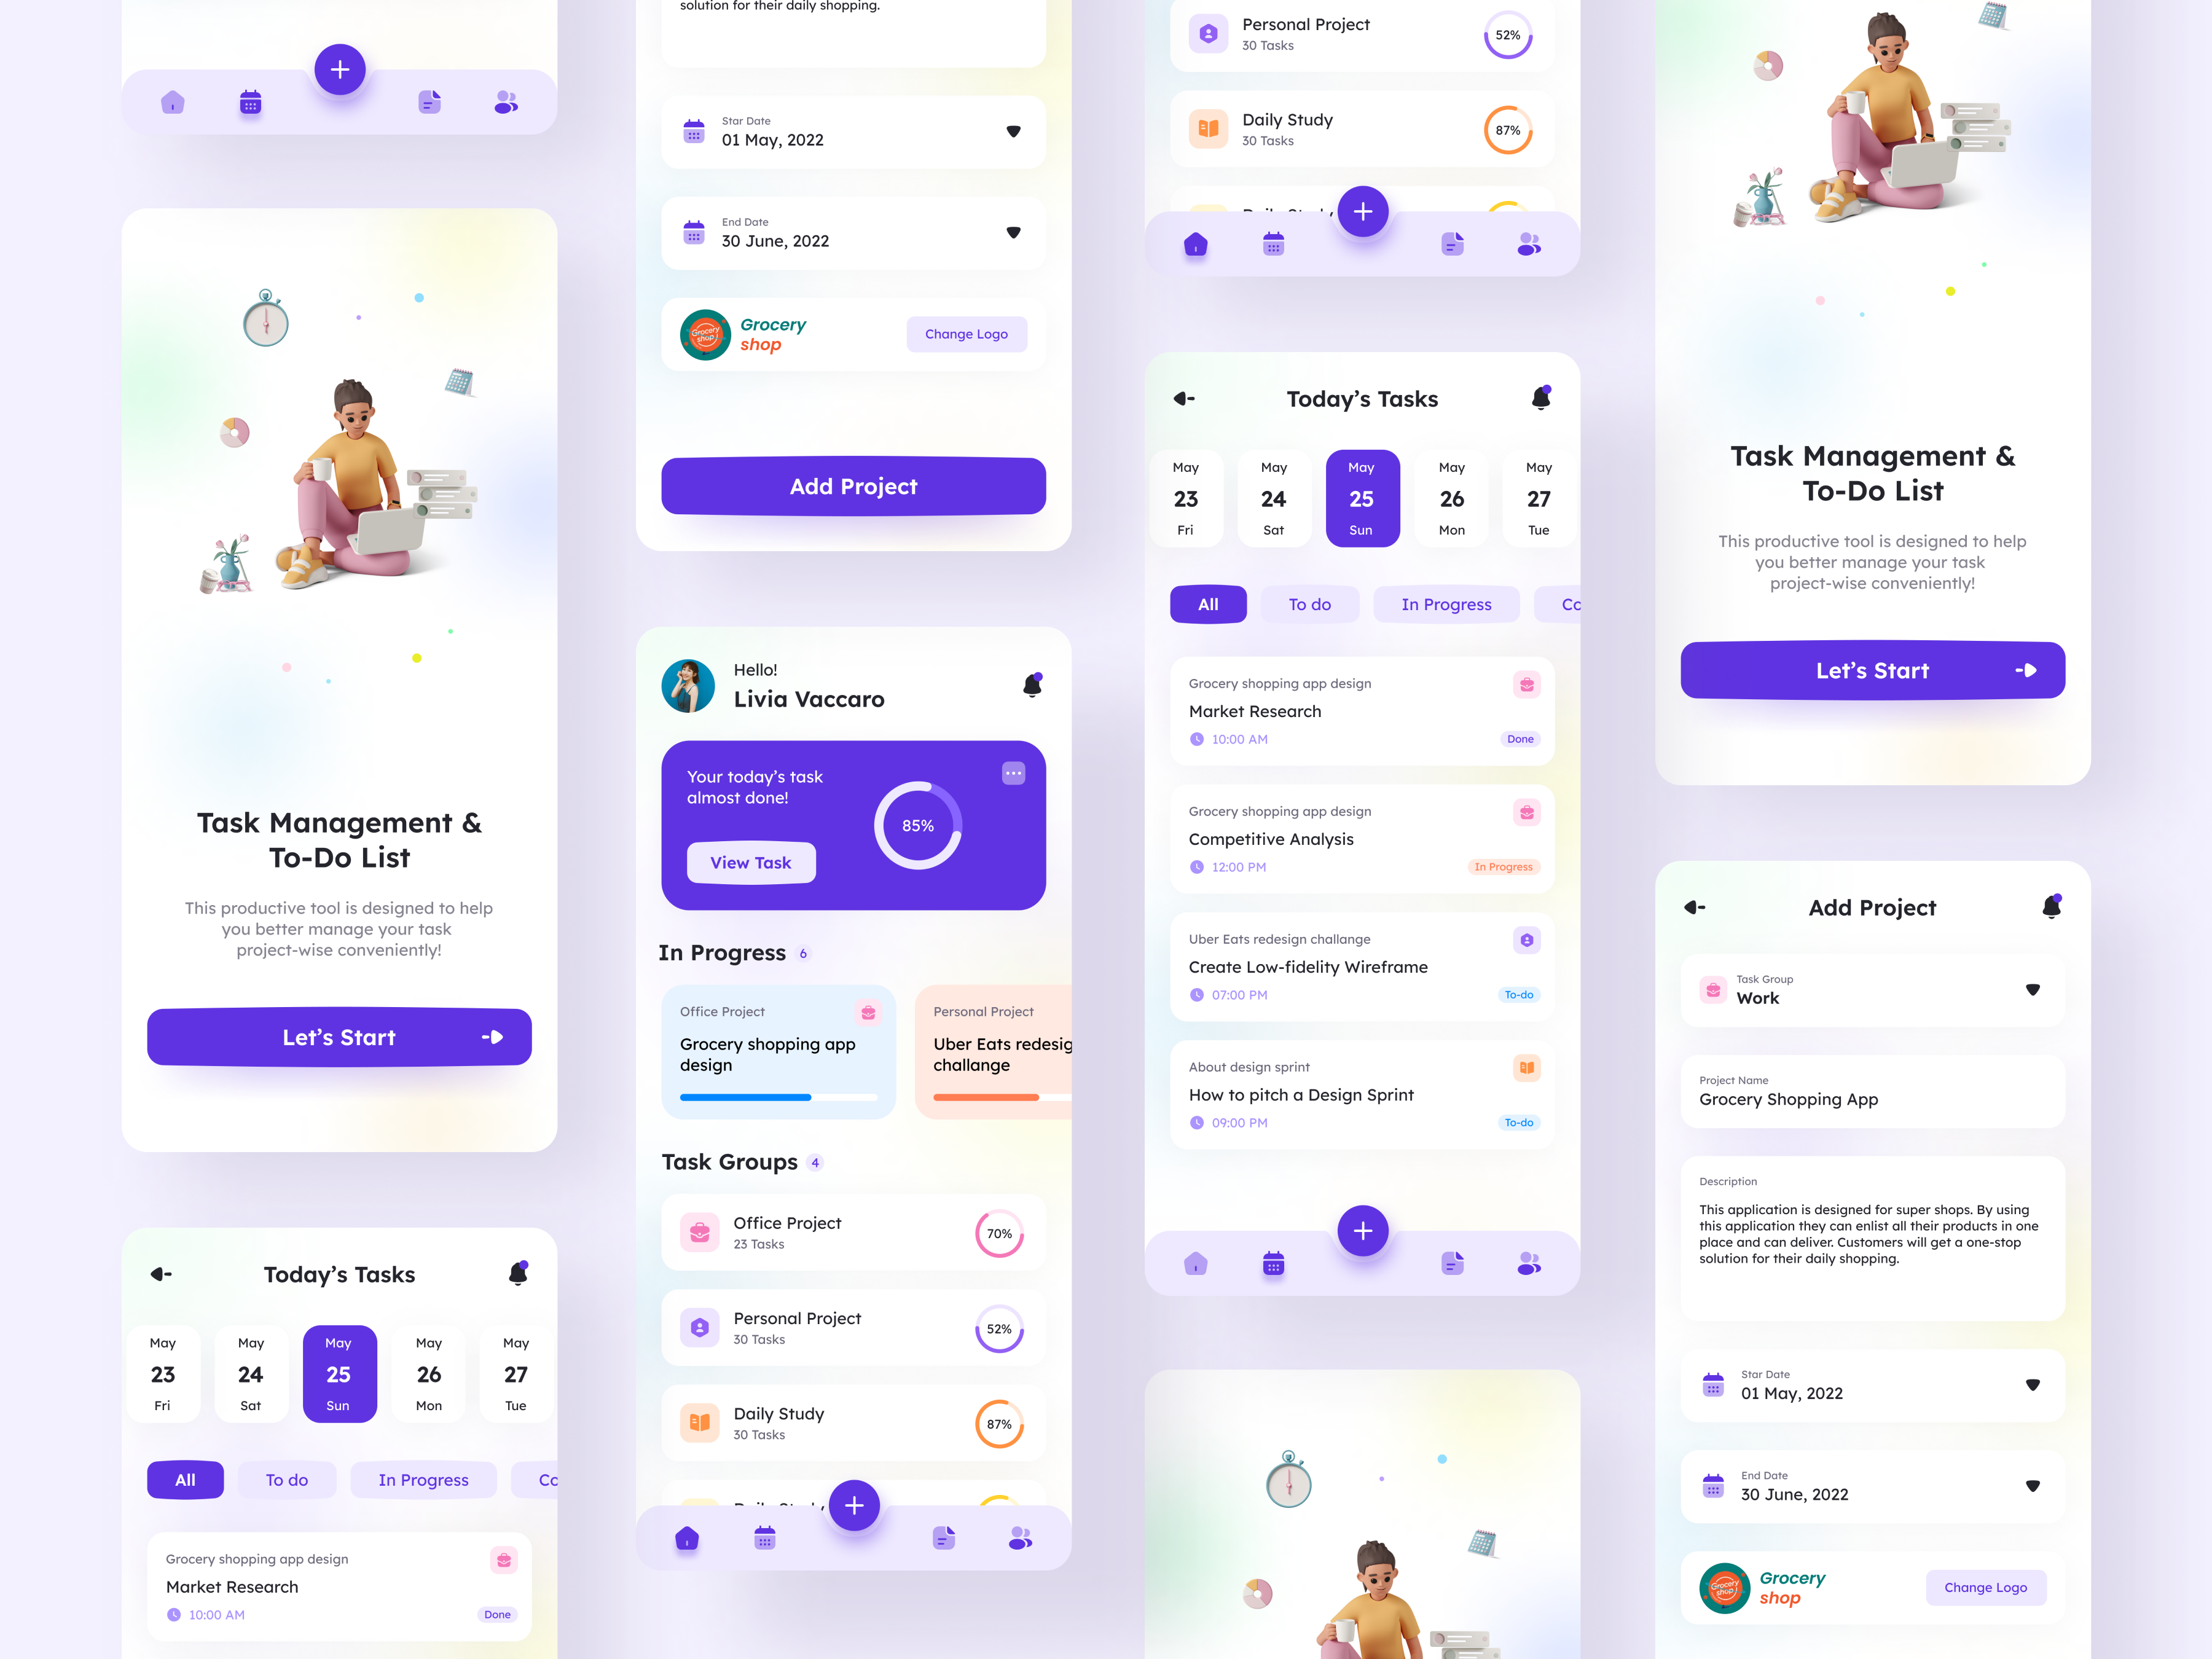 Task Management &
To-Do List
This productive tool is designed to help
you better manage your task
project-wise conveniently!
Let's Start
Today's Tasks
May
May
May
May
May
23
24
25
26
27
Fri
Sat
Sun
Mon
Tue
All
To do
In Progress
Co
Grocery shopping app design
Market Research
10:00 AM
Done
solution for their daily shopping.
Star Date
01 May, 2022
End Date
30 June, 2022
Grocery
shop
Grocery
shop
Change Logo
Add Project
Hello!
Livia Vaccaro
Your today's task
almost done!
85%
View Task
In Progress 6
Office Project
Grocery shopping app
design
Personal Project
Uber Eats redesig
challange
Task Groups 4
Office Project
23 Tasks
70%
Personal Project
30 Tasks
52%
Daily Study
30 Tasks
87%
Daily Study
Personal Project
30 Tasks
52%
Daily Study
30 Tasks
87%
Daily Study
Today's Tasks
May
May
May
May
May
23
24
25
26
27
Fri
Sat
Sun
Mon
Tue
All
To do
In Progress
Co
Grocery shopping app design
Market Research
10:00 AM
Done
Grocery shopping app design
Competitive Analysis
12:00 PM
In Progress
Uber Eats redesign challange
Create Low-fidelity Wireframe
07:00 PM
To-do
About design sprint
How to pitch a Design Sprint
09:00 PM
To-do
Task Management &
To-Do List
This productive tool is designed to help
you better manage your task
project-wise conveniently!
Let's Start
Add Project
Task Group
Work
Project Name
Grocery Shopping App
Description
This application is designed for super shops. By using
this application they can enlist all their products in one
place and can deliver. Customers will get a one-stop
solution for their daily shopping.
Star Date
01 May, 2022
End Date
30 June, 2022
Grocery
shop
Grocery
shop
Change Logo